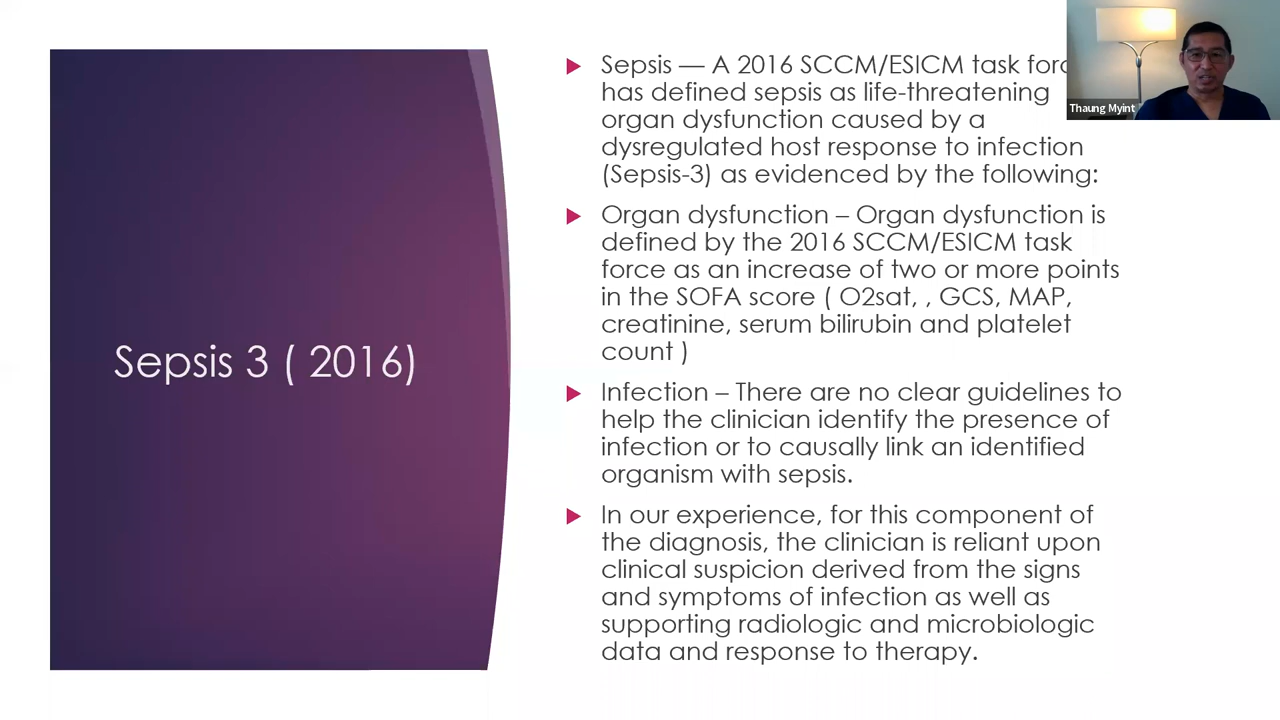 Sepsis 3 ( 2016)
Sepsis — A 2016 SCCM/ESICM task
has defined sepsis as life-threatening
organ dysfunction caused by a
dysregulated host response to infection
(Sepsis-3) as evidenced by the following:
Organ dysfunction – Organ dysfunction is
defined by the 2016 SCCM/ESICM task
force as an increase of two or more points
in the SOFA score ( O2sat, , GCS, MAP,
creatinine, serum bilirubin and platelet
count )
Infection – There are no clear guidelines to
help the clinician identify the presence of
infection or to causally link an identified
organism with sepsis.
In our experience, for this component of
the diagnosis, the clinician is reliant upon
clinical suspicion derived from the signs
and symptoms of infection as well as
supporting radiologic and microbiologic
data and response to therapy.
Thaung Myint